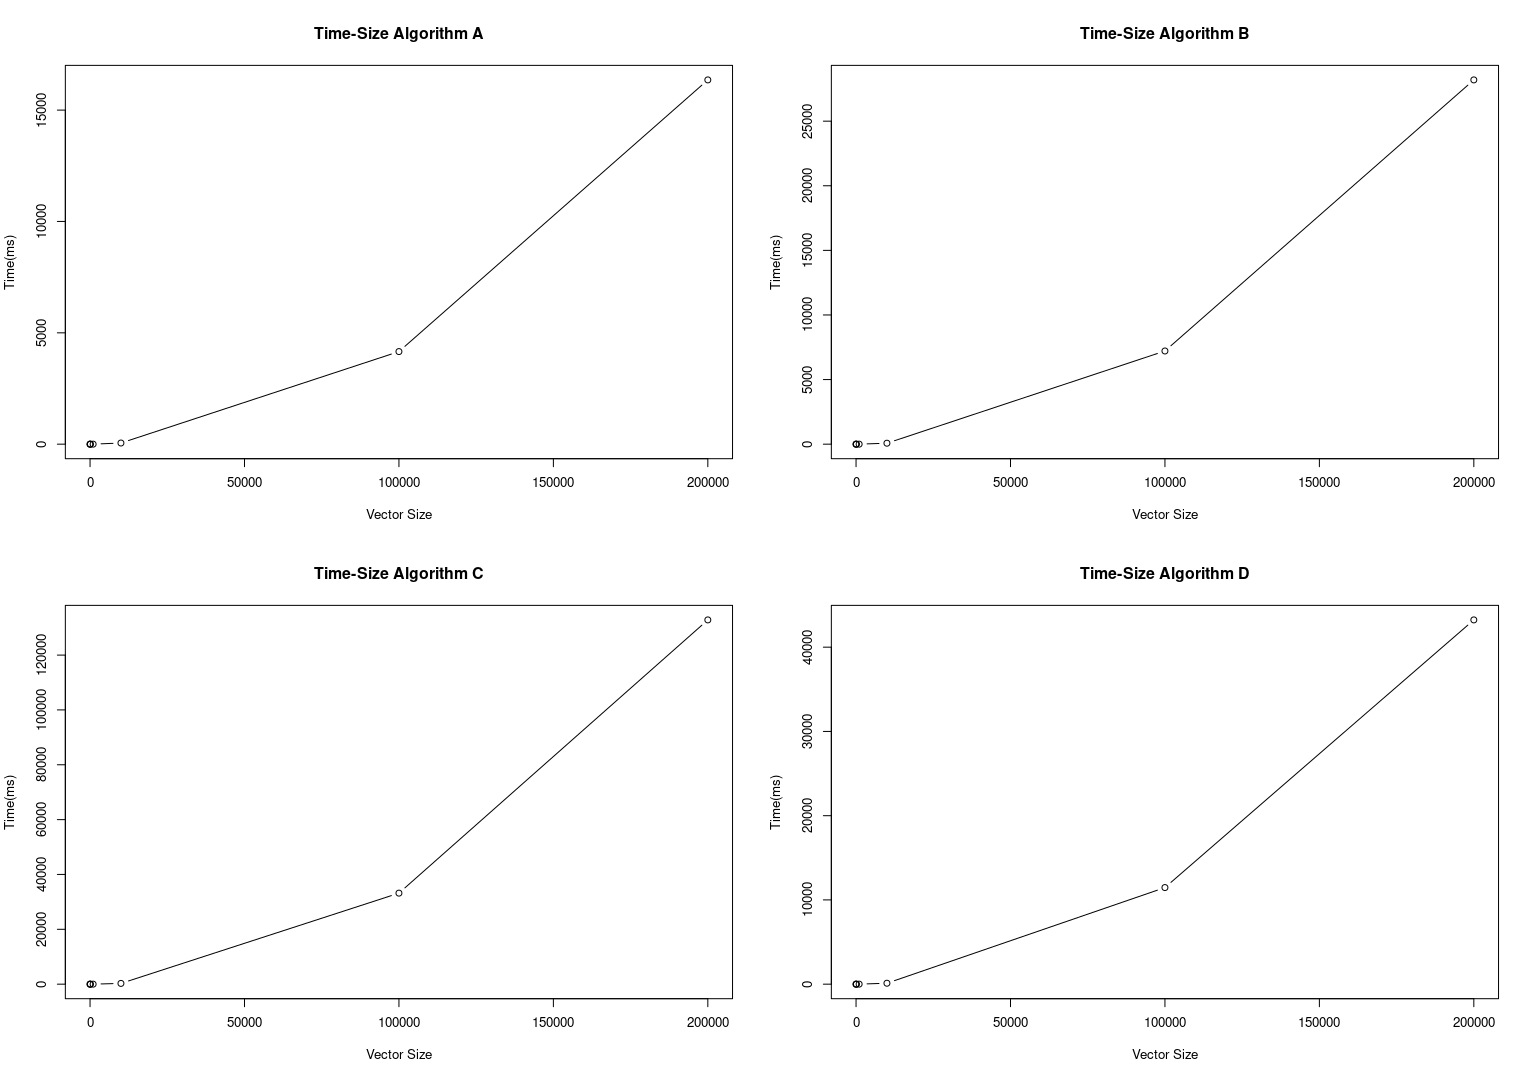 Time-Size Algorithm A
Time(ms)
0
5000
10000
15000
0 50000 100000 150000 200000
Vector Size
Time-Size Algorithm B
Time(ms)
0
5000
10000
15000
20000
25000
0 50000 100000 150000 200000
Vector Size
Time-Size Algorithm C
Time(ms)
0
20000
40000
60000
80000
100000
120000
0 50000 100000 150000 200000
Vector Size
Time-Size Algorithm D
Time(ms)
0
10000
20000
30000
40000
0 50000 100000 150000 200000
Vector Size